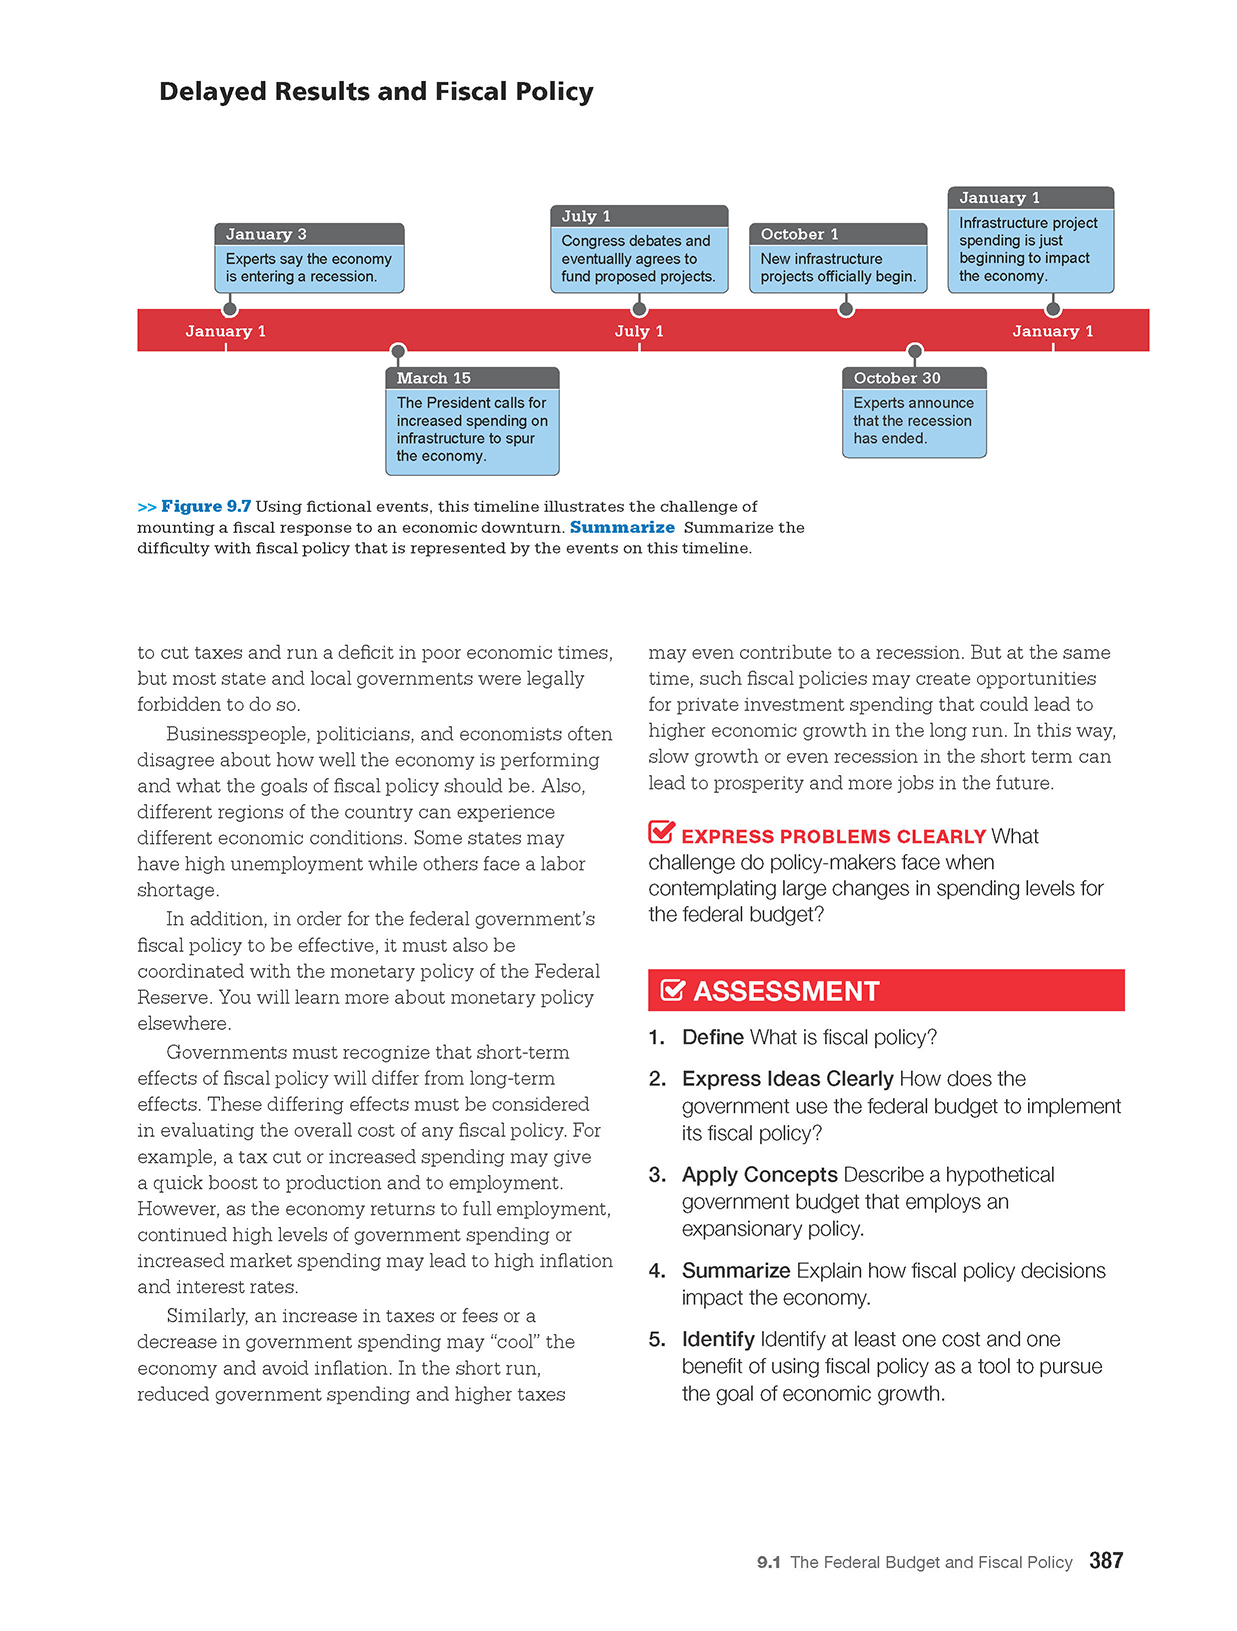 Delayed Results and Fiscal Policy
January 3
Experts say the economy
is entering a recession.
July 1
Congress debates and
eventuallly agrees to
fund proposed projects.
October 1
New infrastructure
projects officially begin.
January 1
Infrastructure project
spending is just
beginning to impact
the economy.
January 1
July 1
January 1
March 15
The President calls for
increased spending on
infrastructure to spur
the economy.
October 30
Experts announce
that the recession
has ended.
>> Figure 9.7 Using fictional events, this timeline illustrates the challenge of
mounting a fiscal response to an economic downturn. Summarize Summarize the
difficulty with fiscal policy that is represented by the events on this timeline.
to cut taxes and run a deficit in poor economic times,
but most state and local governments were legally
forbidden to do so.
Businesspeople, politicians, and economists often
disagree about how well the economy is performing
and what the goals of fiscal policy should be. Also,
different regions of the country can experience
different economic conditions. Some states may
have high unemployment while others face a labor
shortage.
In addition, in order for the federal government's
fiscal policy to be effective, it must also be
coordinated with the monetary policy of the Federal
Reserve. You will learn more about monetary policy
elsewhere.
Governments must recognize that short-term
effects of fiscal policy will differ from long-term
effects. These differing effects must be considered
in evaluating the overall cost of any fiscal policy. For
example, a tax cut or increased spending may give
a quick boost to production and to employment.
However, as the economy returns to full employment,
continued high levels of government spending or
increased market spending may lead to high inflation
and interest rates.
Similarly, an increase in taxes or fees or a
decrease in government spending may "cool" the
economy and avoid inflation. In the short run,
reduced government spending and higher taxes
may even contribute to a recession. But at the same
time, such fiscal policies may create opportunities
for private investment spending that could lead to
higher economic growth in the long run. In this way,
slow growth or even recession in the short term can
lead to prosperity and more jobs in the future.
EXPRESS PROBLEMS CLEARLY What
challenge do policy-makers face when
contemplating large changes in spending levels for
the federal budget?
ASSESSMENT
1. Define What is fiscal policy?
2. Express Ideas Clearly How does the
government use the federal budget to implement
its fiscal policy?
3. Apply Concepts Describe a hypothetical
government budget that employs an
expansionary policy.
4. Summarize Explain how fiscal policy decisions
impact the economy.
5. Identify Identify at least one cost and one
benefit of using fiscal policy as a tool to pursue
the goal of economic growth.
9.1 The Federal Budget and Fiscal Policy 387